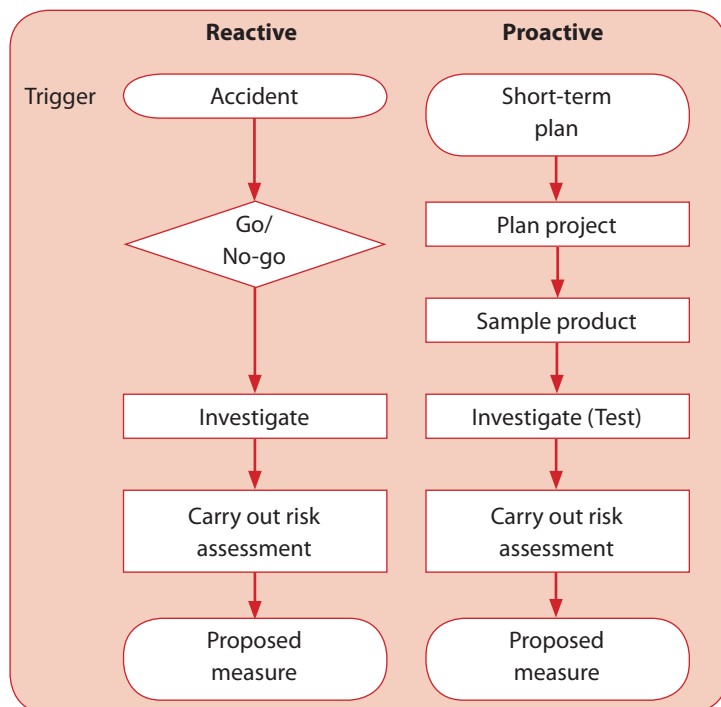 Reactive
Proactive
Trigger
Accident
Short-term
plan
Go/
No-go
Plan project
Sample product
Investigate
Investigate (Test)
Carry out risk
assessment
Carry out risk
assessment
Proposed
measure
Proposed
measure